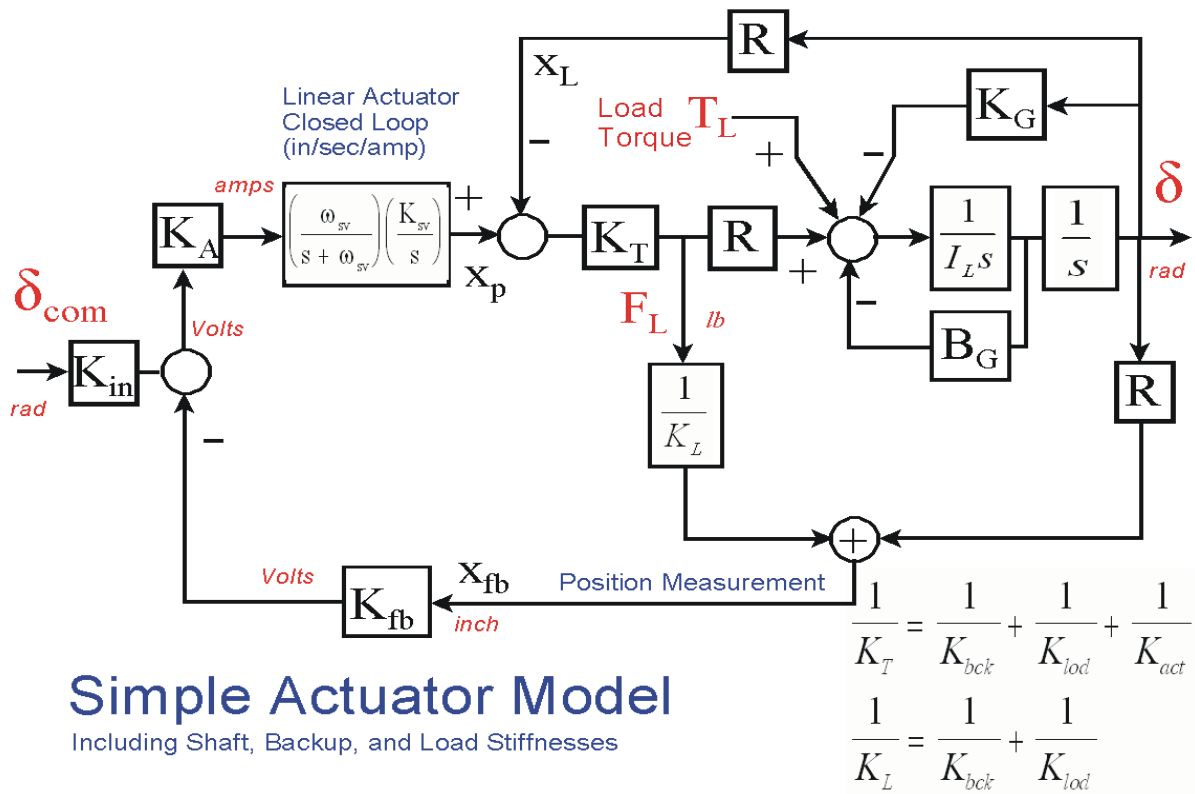 R
x_L
K_G
Linear Actuator
Closed Loop
(in/sec/amp)
Load
Torque
T_L
−
+
−
amps
K_A
(ω_sv / (s + ω_sv)) (K_sv / s)
+
x_p
K_T
R
+
1 / (I_L s)
1 / s
δ
rad
δ_com
Volts
F_L
lb
−
B_G
K_in
rad
1 / K_L
R
−
+
Volts
K_fb
x_fb
inch
Position Measurement
1/K_T = 1/K_bck + 1/K_lod + 1/K_act
1/K_L = 1/K_bck + 1/K_lod
Simple Actuator Model
Including Shaft, Backup, and Load Stiffnesses